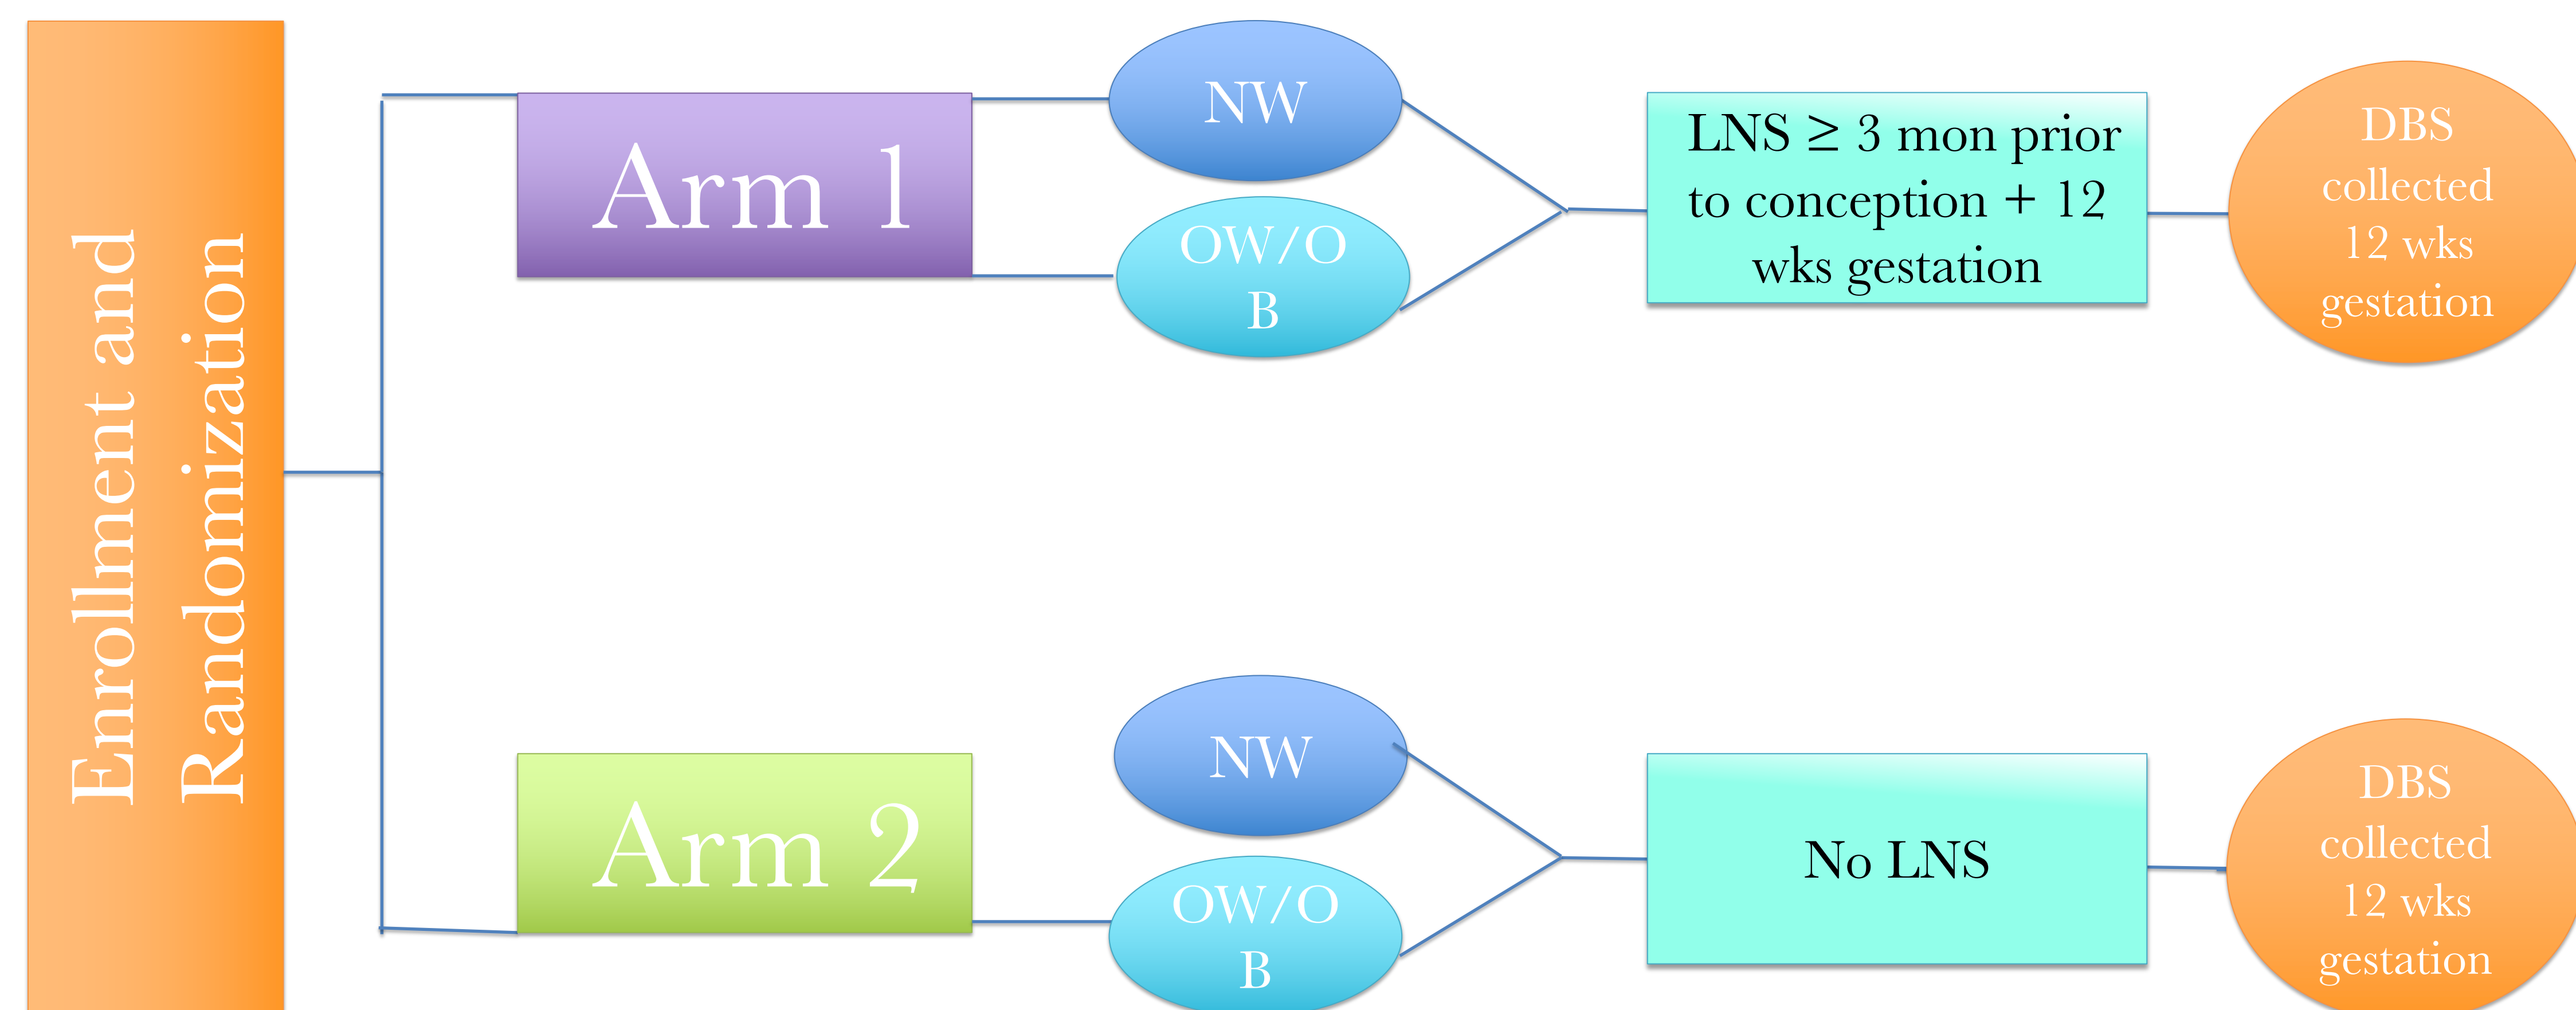 Enrollment and
Randomization
Arm 1
NW
OW/O
B
LNS ≥ 3 mon prior
to conception + 12
wks gestation
DBS
collected
12 wks
gestation
Arm 2
NW
OW/O
B
No LNS
DBS
collected
12 wks
gestation